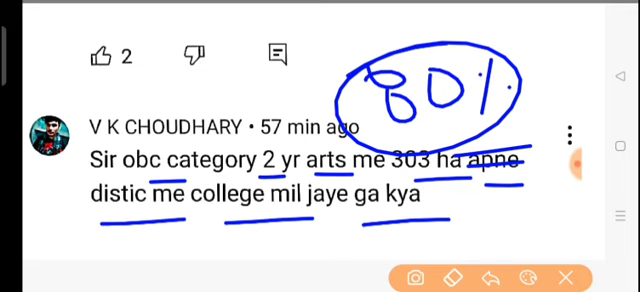 2
80%
V K CHOUDHARY • 57 min ago
Sir obc category 2 yr arts me 303 ha apne
distic me college mil jaye ga kya